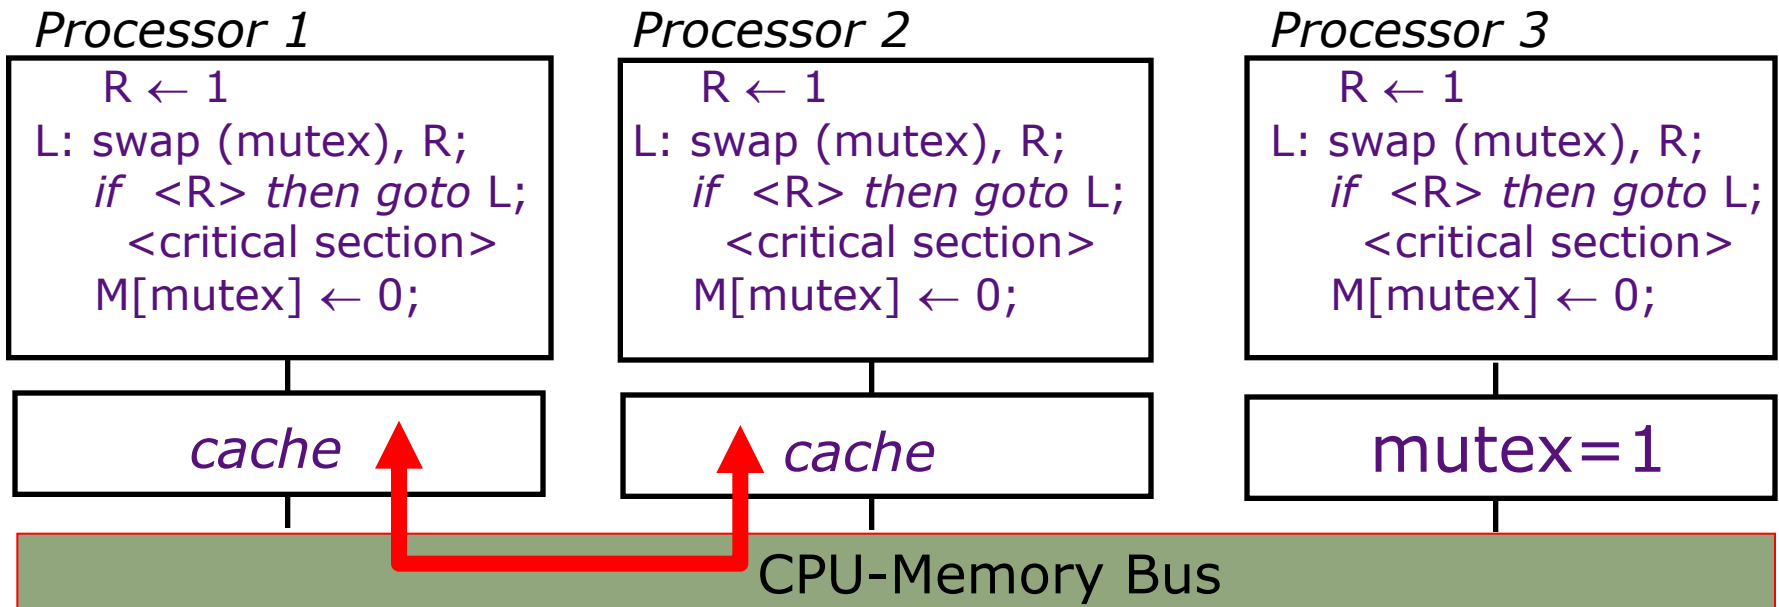 Processor 1
R ← 1
L: swap (mutex), R;
if <R> then goto L;
<critical section>
M[mutex] ← 0;
cache
Processor 2
R ← 1
L: swap (mutex), R;
if <R> then goto L;
<critical section>
M[mutex] ← 0;
cache
Processor 3
R ← 1
L: swap (mutex), R;
if <R> then goto L;
<critical section>
M[mutex] ← 0;
mutex=1
CPU-Memory Bus